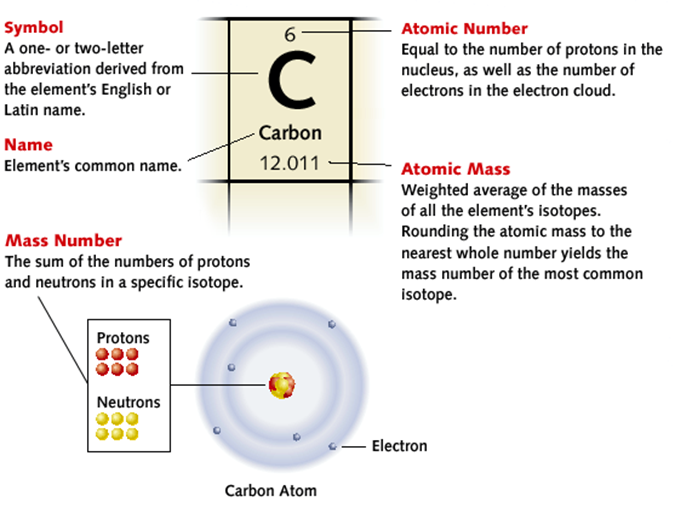 Symbol
A one- or two-letter
abbreviation derived from
the element's English or
Latin name.
Name
Element's common name.
6
C
Carbon
12.011
Atomic Number
Equal to the number of protons in the
nucleus, as well as the number of
electrons in the electron cloud.
Atomic Mass
Weighted average of the masses
of all the element's isotopes.
Rounding the atomic mass to the
nearest whole number yields the
mass number of the most common
isotope.
Mass Number
The sum of the numbers of protons
and neutrons in a specific isotope.
Protons
Neutrons
Electron
Carbon Atom